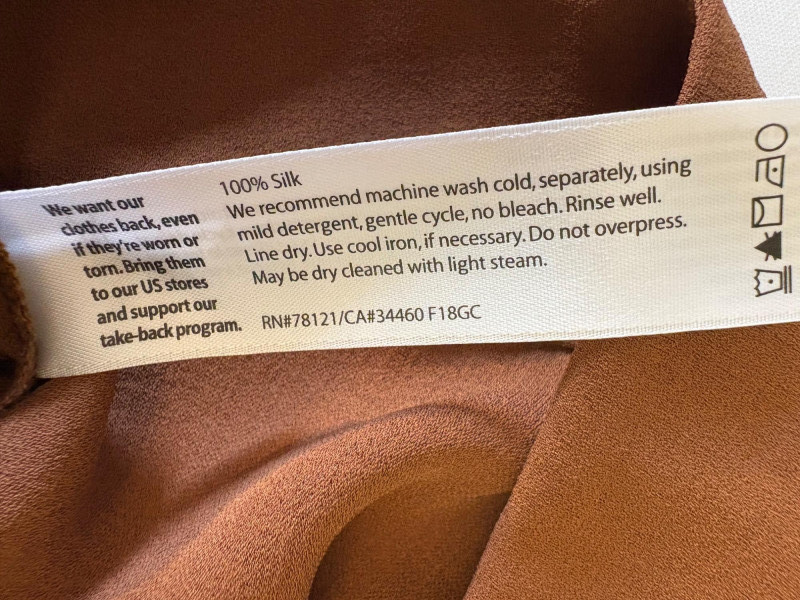 We want our
clothes back, even
if they're worn or
torn. Bring them
to our US stores
and support our
take-back program.
100% Silk
We recommend machine wash cold, separately, using
mild detergent, gentle cycle, no bleach. Rinse well.
Line dry. Use cool iron, if necessary. Do not overpress.
May be dry cleaned with light steam.
RN#78121/CA#34460 F18GC